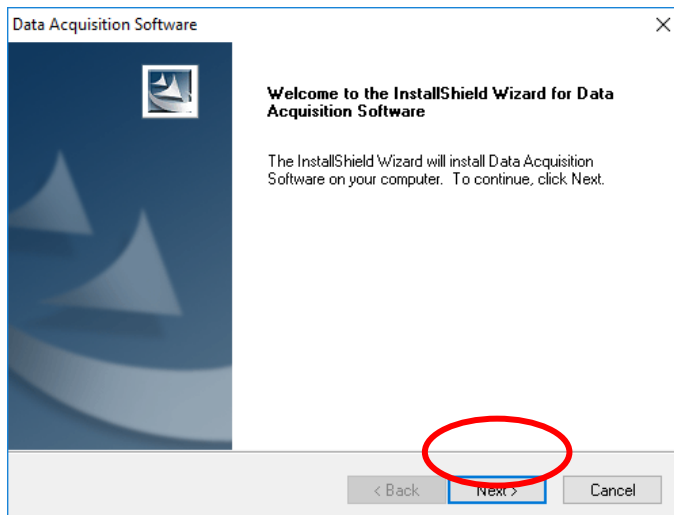 Data Acquisition Software
Welcome to the InstallShield Wizard for Data
Acquisition Software
The InstallShield Wizard will install Data Acquisition
Software on your computer. To continue, click Next.
< Back
Next >
Cancel